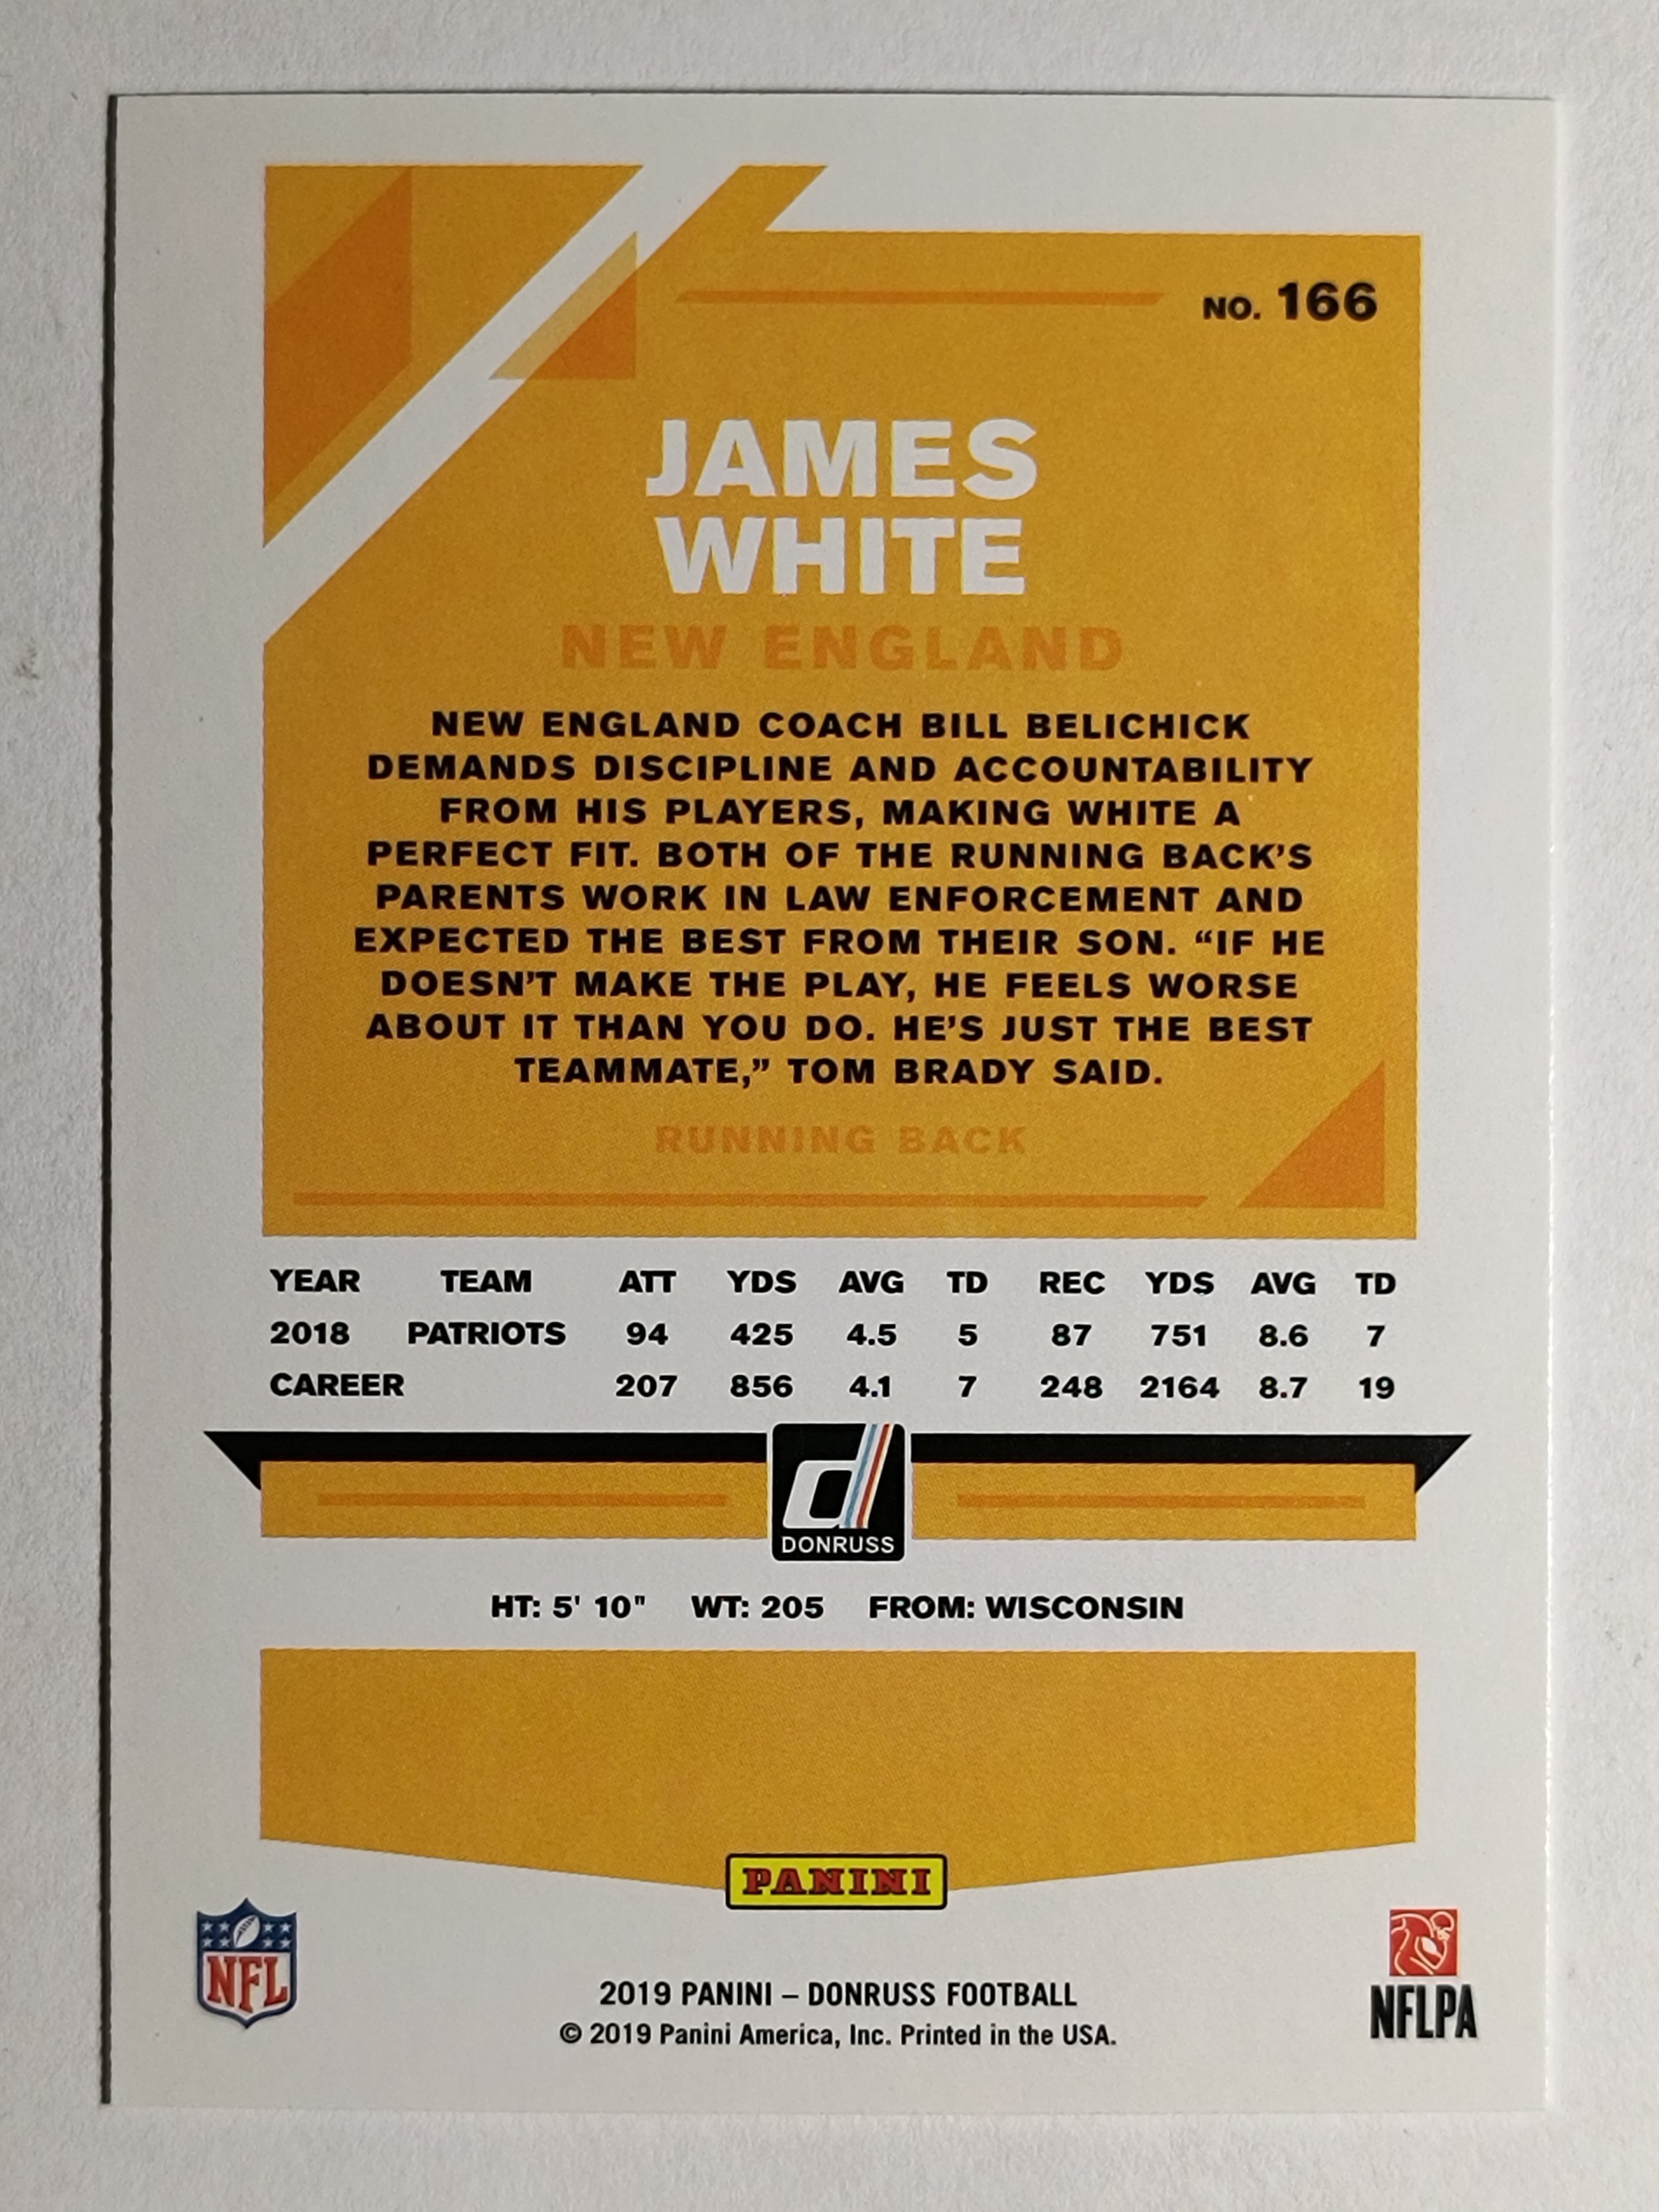 NO. 166
JAMES
WHITE
NEW ENGLAND
NEW ENGLAND COACH BILL BELICHICK
DEMANDS DISCIPLINE AND ACCOUNTABILITY
FROM HIS PLAYERS, MAKING WHITE A
PERFECT FIT. BOTH OF THE RUNNING BACK’S
PARENTS WORK IN LAW ENFORCEMENT AND
EXPECTED THE BEST FROM THEIR SON. “IF HE
DOESN’T MAKE THE PLAY, HE FEELS WORSE
ABOUT IT THAN YOU DO. HE’S JUST THE BEST
TEAMMATE,” TOM BRADY SAID.
RUNNING BACK
YEAR TEAM ATT YDS AVG TD REC YDS AVG TD
2018 PATRIOTS 94 425 4.5 5 87 751 8.6 7
CAREER 207 856 4.1 7 248 2164 8.7 19
d
DONRUSS
HT: 5' 10" WT: 205 FROM: WISCONSIN
PANINI
NFL
2019 PANINI – DONRUSS FOOTBALL
© 2019 Panini America, Inc. Printed in the USA.
NFLPA